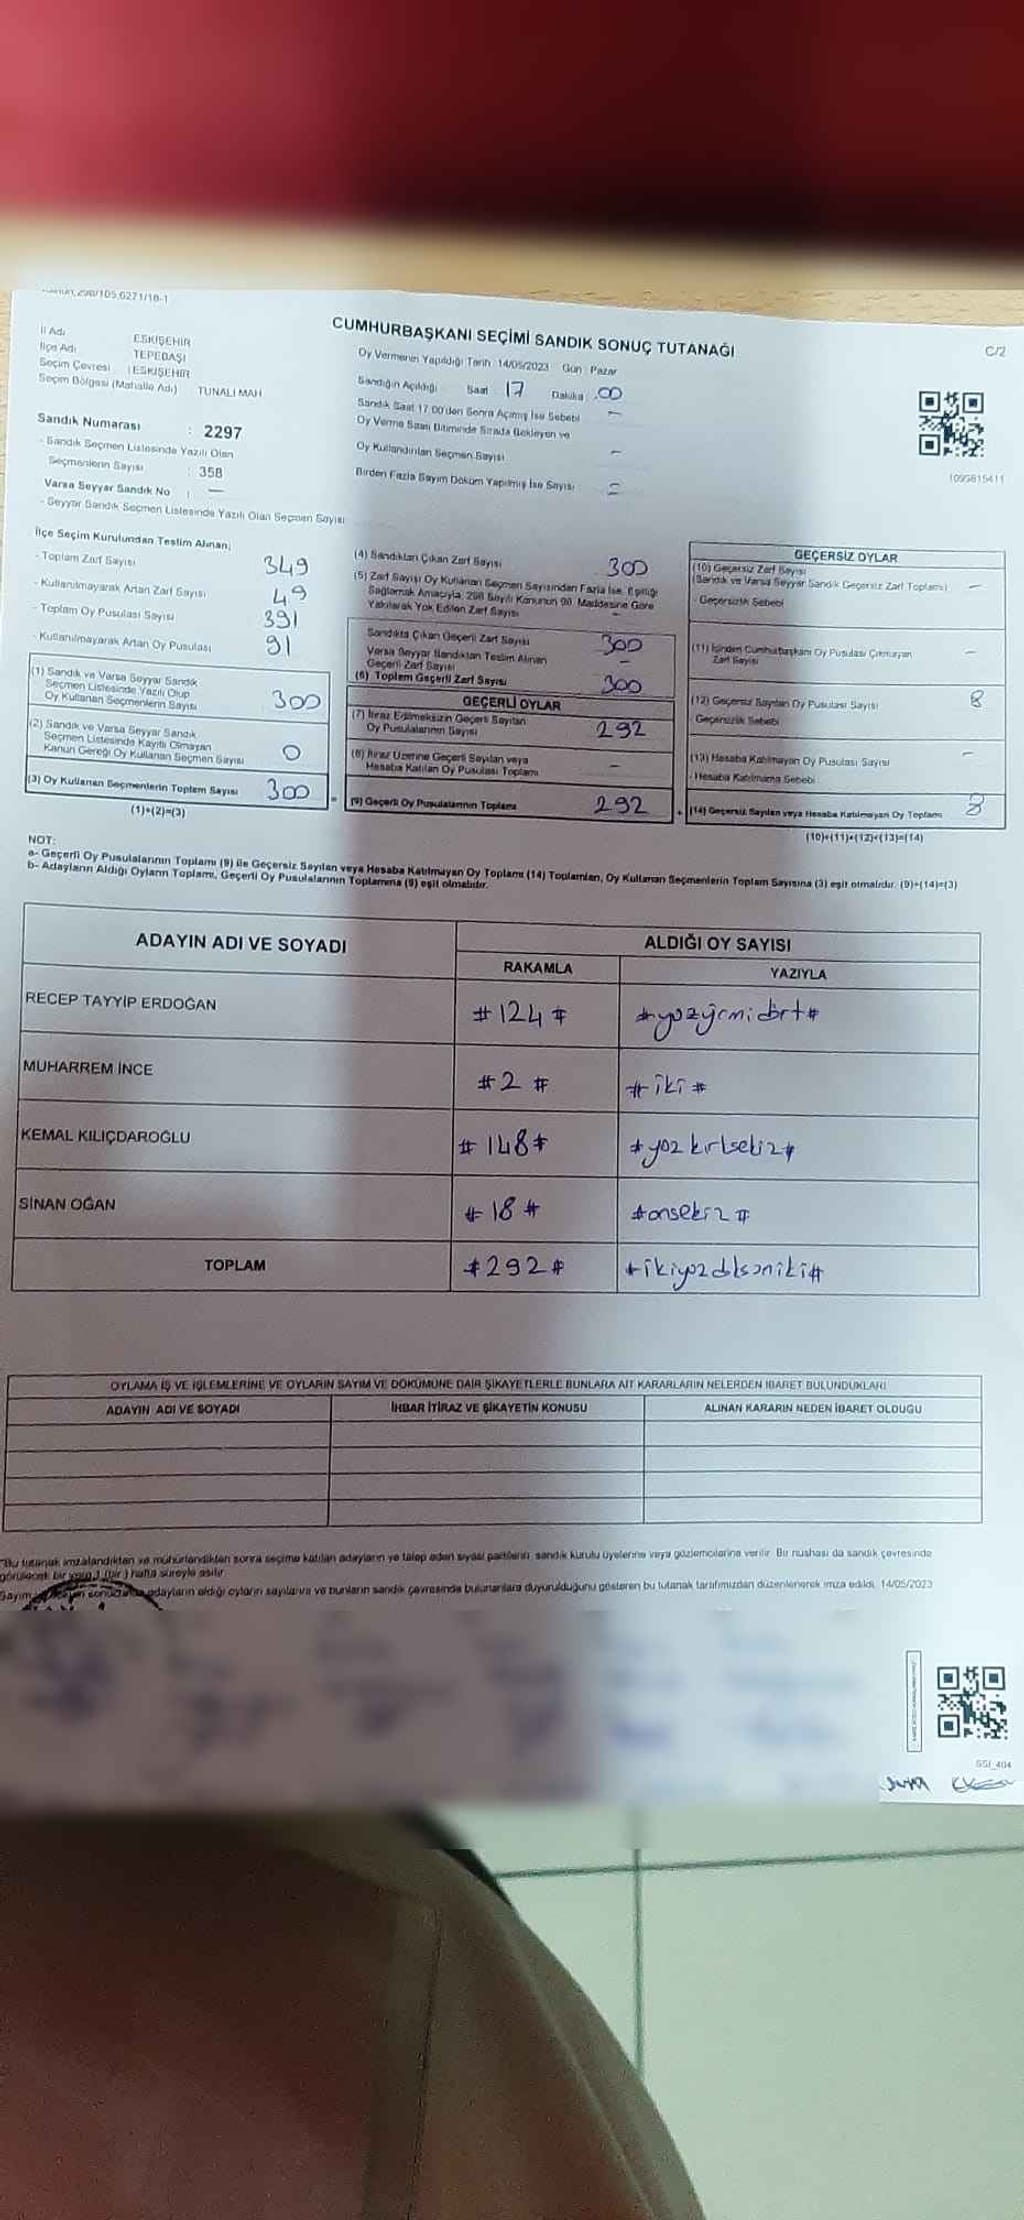 298/105,6271/18-1
CUMHURBAŞKANI SEÇİMİ SANDIK SONUÇ TUTANAĞI
C/2
İl Adı ESKİŞEHİR
İlçe Adı TEPEBAŞI
Seçim Çevresi : ESKİŞEHİR
Seçim Bölgesi (Mahalle Adı) TUNALI MAH
Sandık Numarası : 2297
- Sandık Seçmen Listesinde Yazılı Olan
Seçmenlerin Sayısı : 358
Varsa Seyyar Sandık No : —
- Seyyar Sandık Seçmen Listesinde Yazılı Olan Seçmen Sayısı
Oy Vermenin Yapıldığı Tarih 14/05/2023 Gün : Pazar
Sandığın Açıldığı Saat 17 Dakika : 00
Sandık Saat 17.00'den Sonra Açılmış İse Sebebi —
Oy Verme Saati Bitiminde Sırada Bekleyen ve
Oy Kullandırılan Seçmen Sayısı —
Birden Fazla Sayım Döküm Yapılmış İse Sayısı
1095815411
İlçe Seçim Kurulundan Teslim Alınan;
- Toplam Zarf Sayısı 349
- Kullanılmayarak Artan Zarf Sayısı 49
- Toplam Oy Pusulası Sayısı 391
- Kullanılmayarak Artan Oy Pusulası 91
(1) Sandık ve Varsa Seyyar Sandık
Seçmen Listesinde Yazılı Olup
Oy Kullanan Seçmenlerin Sayısı 300
(2) Sandık ve Varsa Seyyar Sandık
Seçmen Listesinde Kayıtlı Olmayan
Kanun Gereği Oy Kullanan Seçmen Sayısı 0
(3) Oy Kullanan Seçmenlerin Toplam Sayısı 300
(1)+(2)=(3)
(4) Sandıktan Çıkan Zarf Sayısı 300
(5) Zarf Sayısı Oy Kullanan Seçmen Sayısından Fazla İse, Eşitliği
Sağlamak Amacıyla, 298 Sayılı Kanunun 98. Maddesine Göre
Yakılarak Yok Edilen Zarf Sayısı —
Sandıkta Çıkan Geçerli Zarf Sayısı 300
Varsa Seyyar Sandıktan Teslim Alınan
Geçerli Zarf Sayısı —
(6) Toplam Geçerli Zarf Sayısı 300
GEÇERLİ OYLAR
(7) İtiraz Edilmeksizin Geçerli Sayılan
Oy Pusulalarının Sayısı 292
(8) İtiraz Üzerine Geçerli Sayılan veya
Hesaba Katılan Oy Pusulası Toplamı —
(9) Geçerli Oy Pusulalarının Toplamı 292
GEÇERSİZ OYLAR
(10) Geçersiz Zarf Sayısı
(Sandık ve Varsa Seyyar Sandık Geçersiz Zarf Toplamı) —
- Geçersizlik Sebebi
(11) İçinden Cumhurbaşkanı Oy Pusulası Çıkmayan
Zarf Sayısı —
(12) Geçersiz Sayılan Oy Pusulası Sayısı 8
- Geçersizlik Sebebi
(13) Hesaba Katılmayan Oy Pusulası Sayısı —
- Hesaba Katılmama Sebebi
(14) Geçersiz Sayılan veya Hesaba Katılmayan Oy Toplamı 8
(10)+(11)+(12)+(13)=(14)
NOT:
a- Geçerli Oy Pusulalarının Toplamı (9) ile Geçersiz Sayılan veya Hesaba Katılmayan Oy Toplamı (14) Toplamları, Oy Kullanan Seçmenlerin Toplam Sayısına (3) eşit olmalıdır. (9)+(14)=(3)
b- Adayların Aldığı Oyların Toplamı, Geçerli Oy Pusulalarının Toplamına (9) eşit olmalıdır.
ADAYIN ADI VE SOYADI ALDIĞI OY SAYISI
RAKAMLA YAZIYLA
RECEP TAYYİP ERDOĞAN #124# #yüzyirmidört#
MUHARREM İNCE #2# #iki#
KEMAL KILIÇDAROĞLU #148# #yüz kırksekiz#
SİNAN OĞAN #18# #onsekiz#
TOPLAM #292# #ikiyüzdoksaniki#
OYLAMA İŞ VE İŞLEMLERİNE VE OYLARIN SAYIM VE DÖKÜMÜNE DAİR ŞİKAYETLERLE BUNLARA AİT KARARLARIN NELERDEN İBARET BULUNDUKLARI
ADAYIN ADI VE SOYADI İHBAR İTİRAZ VE ŞİKAYETİN KONUSU ALINAN KARARIN NEDEN İBARET OLDUĞU
*Bu tutanak imzalandıktan ve mühürlendikten sonra seçime katılan adayların ve talep eden siyasi partilerin, sandık kurulu üyelerine veya gözlemcilerine verilir. Bu nüshası da sandık çevresinde
görülecek bir yere 1 (bir) hafta süreyle asılır.
adayların aldığı oyların sayılarını ve bunların sandık çevresinde bulunanlara duyurulduğunu gösteren bu tutanak tarafımızdan düzenlenerek imza edildi. 14/05/2023
SSI_404